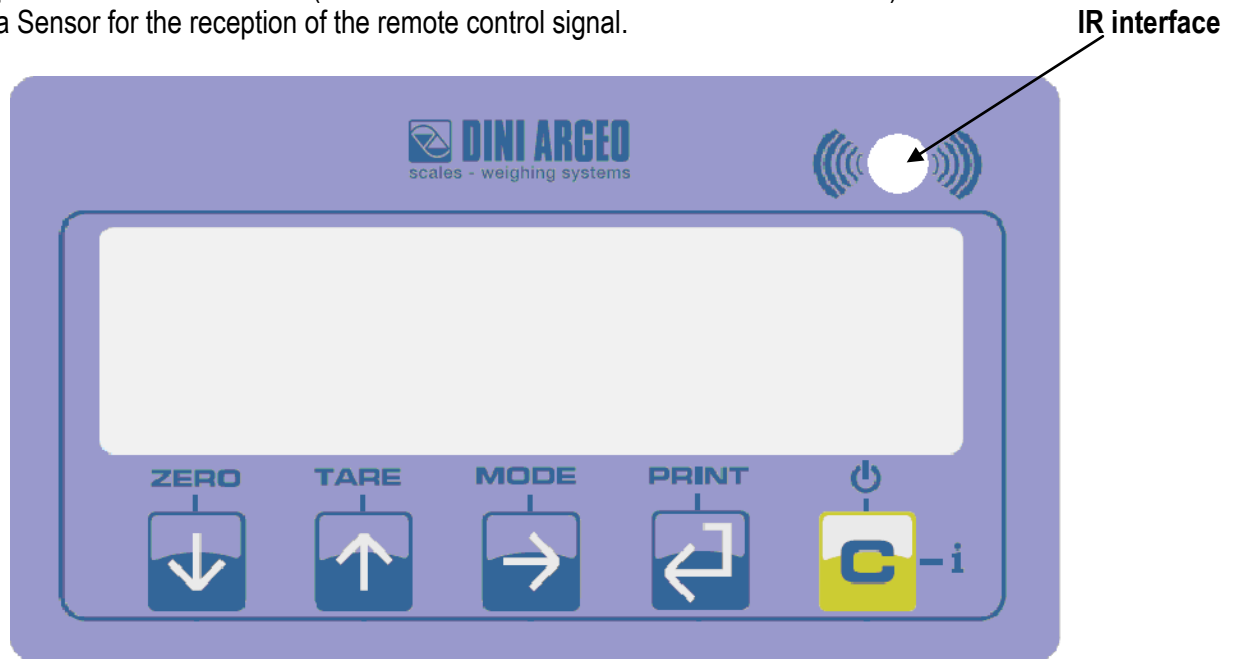 a Sensor for the reception of the remote control signal.
IR interface
DINI ARGEO
scales - weighing systems
ZERO TARE MODE PRINT
C - i